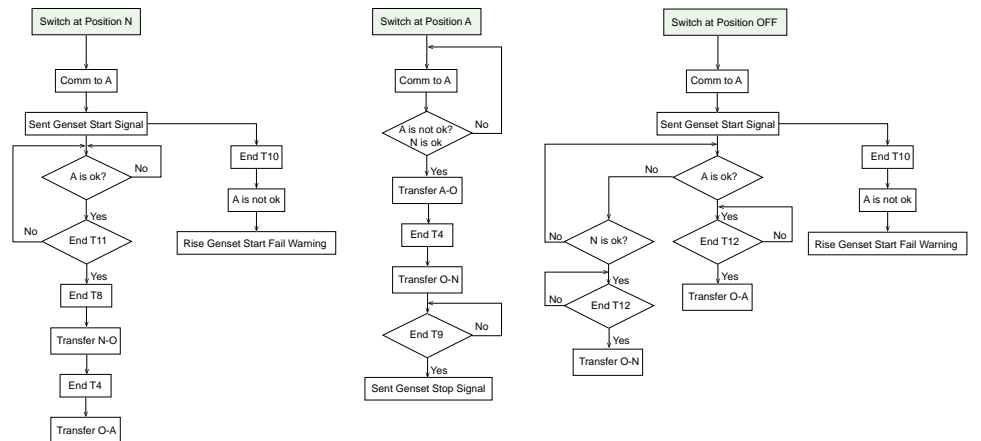 Switch at Position N
Comm to A
Sent Genset Start Signal
A is ok?
No
Yes
End T11
No
Yes
End T8
Transfer N-O
End T4
Transfer O-A
End T10
A is not ok
Rise Genset Start Fail Warning
Switch at Position A
Comm to A
A is not ok?
N is ok
No
Yes
Transfer A-O
End T4
Transfer O-N
End T9
No
Yes
Sent Genset Stop Signal
Switch at Position OFF
Comm to A
Sent Genset Start Signal
A is ok?
No
Yes
N is ok?
No
Yes
End T12
No
Yes
Transfer O-N
End T12
No
Yes
Transfer O-A
End T10
A is not ok
Rise Genset Start Fail Warning